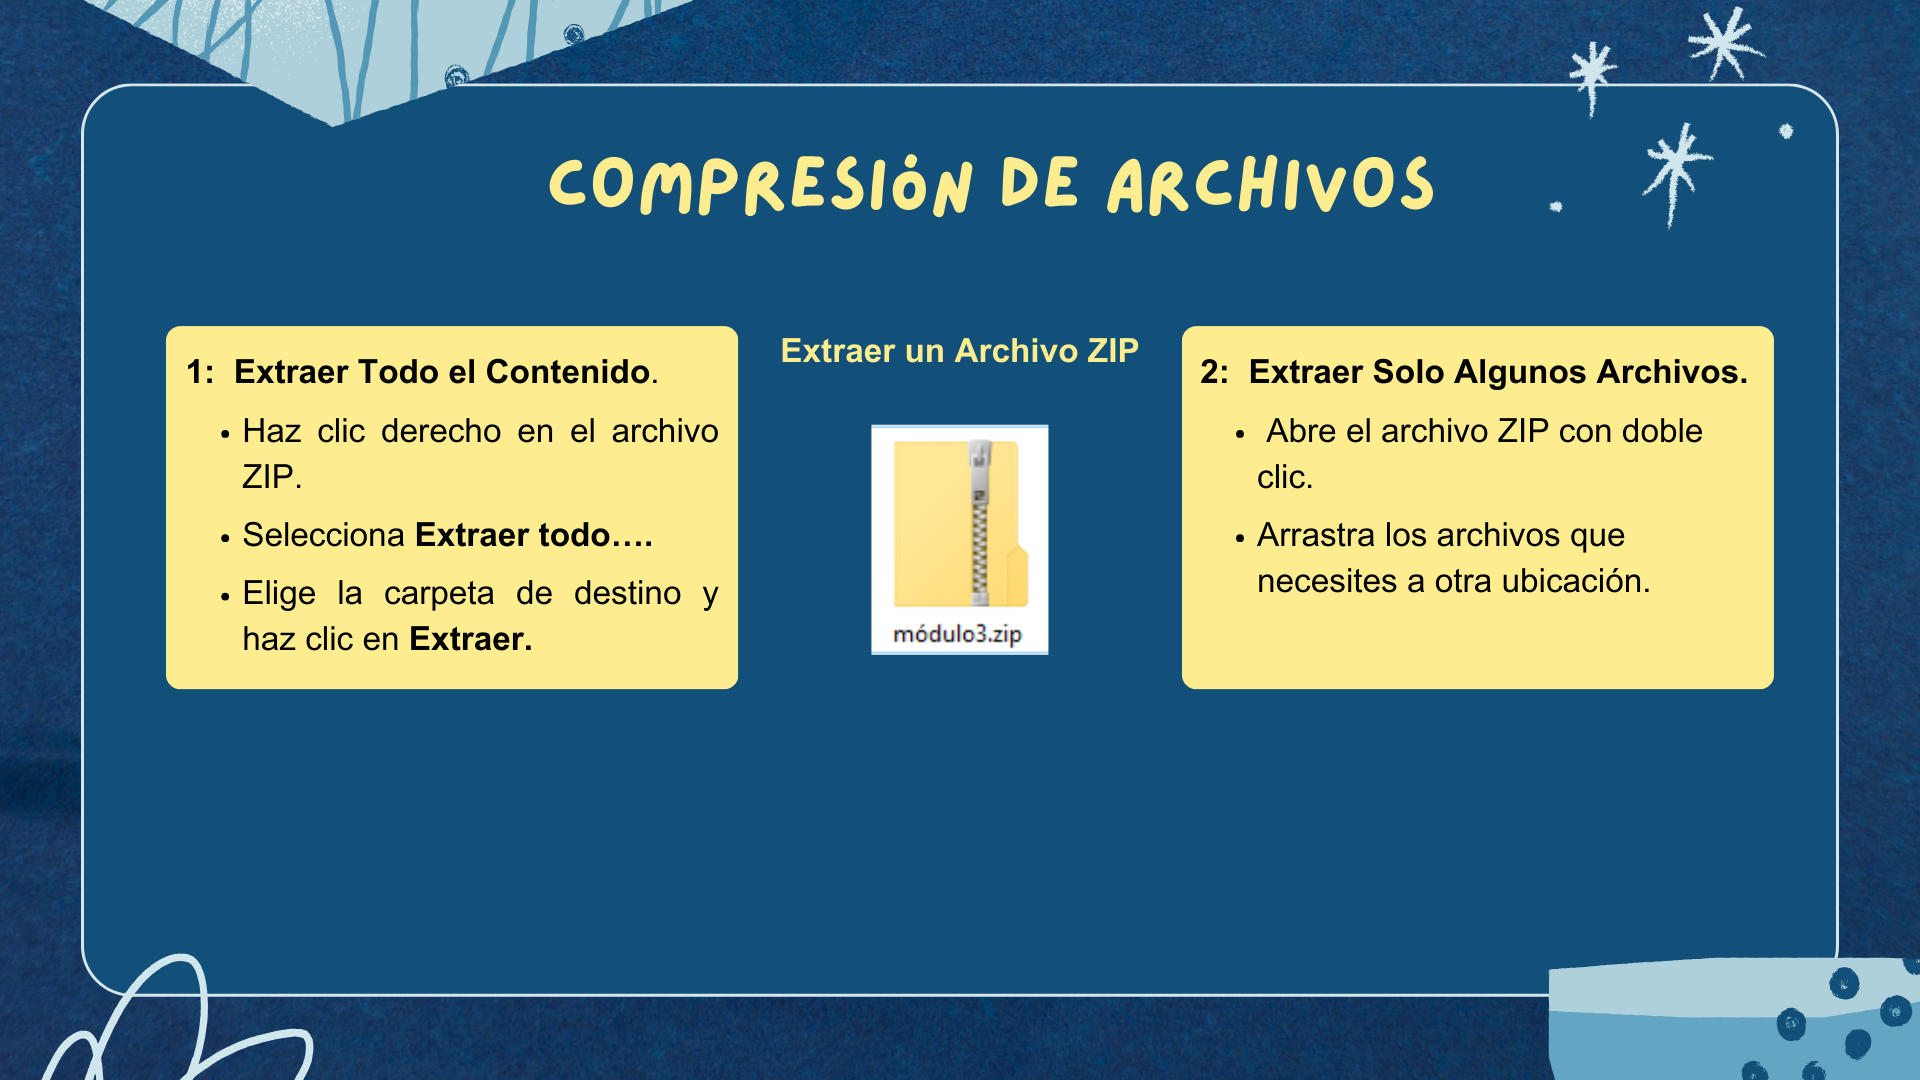 COMPRESIÓN DE ARCHIVOS
1: Extraer Todo el Contenido.
• Haz clic derecho en el archivo
ZIP.
• Selecciona Extraer todo….
• Elige la carpeta de destino y
haz clic en Extraer.
Extraer un Archivo ZIP
módulo3.zip
2: Extraer Solo Algunos Archivos.
• Abre el archivo ZIP con doble
clic.
• Arrastra los archivos que
necesites a otra ubicación.